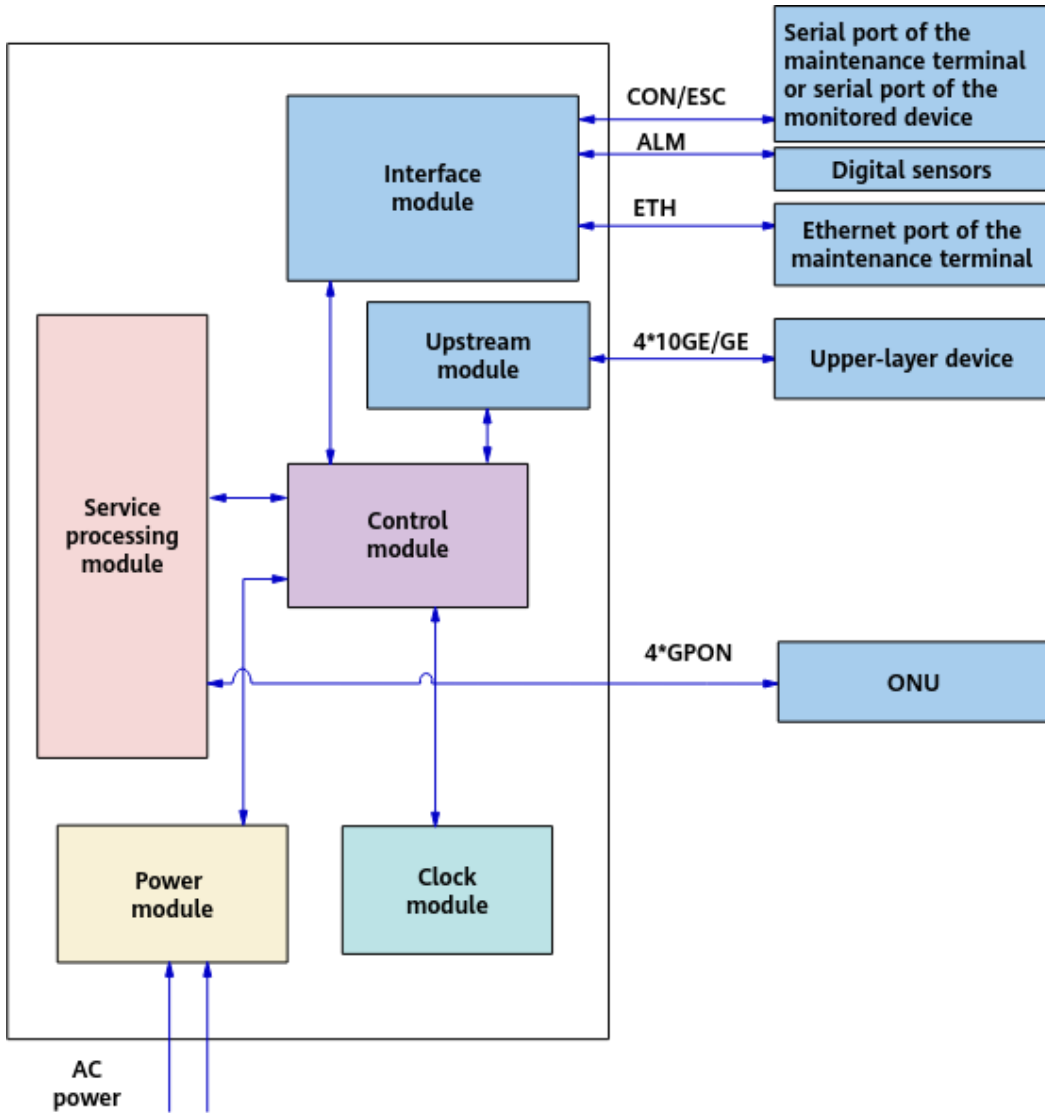 Serial port of the
maintenance terminal
or serial port of the
monitored device
CON/ESC
ALM
Digital sensors
Interface
module
ETH
Ethernet port of the
maintenance terminal
Upstream
module
4*10GE/GE
Upper-layer device
Service
processing
module
Control
module
4*GPON
ONU
Power
module
Clock
module
AC
power